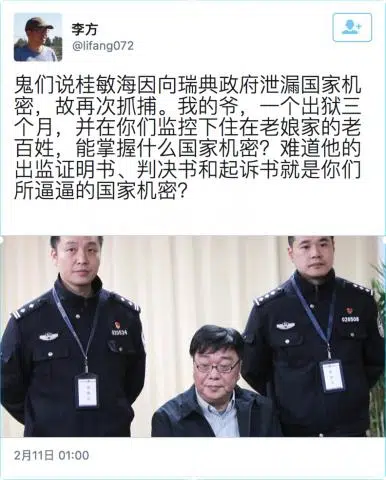 李方
@lifang072
鬼们说桂敏海因向瑞典政府泄漏国家机
密，故再次抓捕。我的爷，一个出狱三
个月，并在你们监控下住在老娘家的老
百姓，能掌握什么国家机密？难道他的
出监证明书、判决书和起诉书就是你们
所逼逼的国家机密？
2月11日 01:00